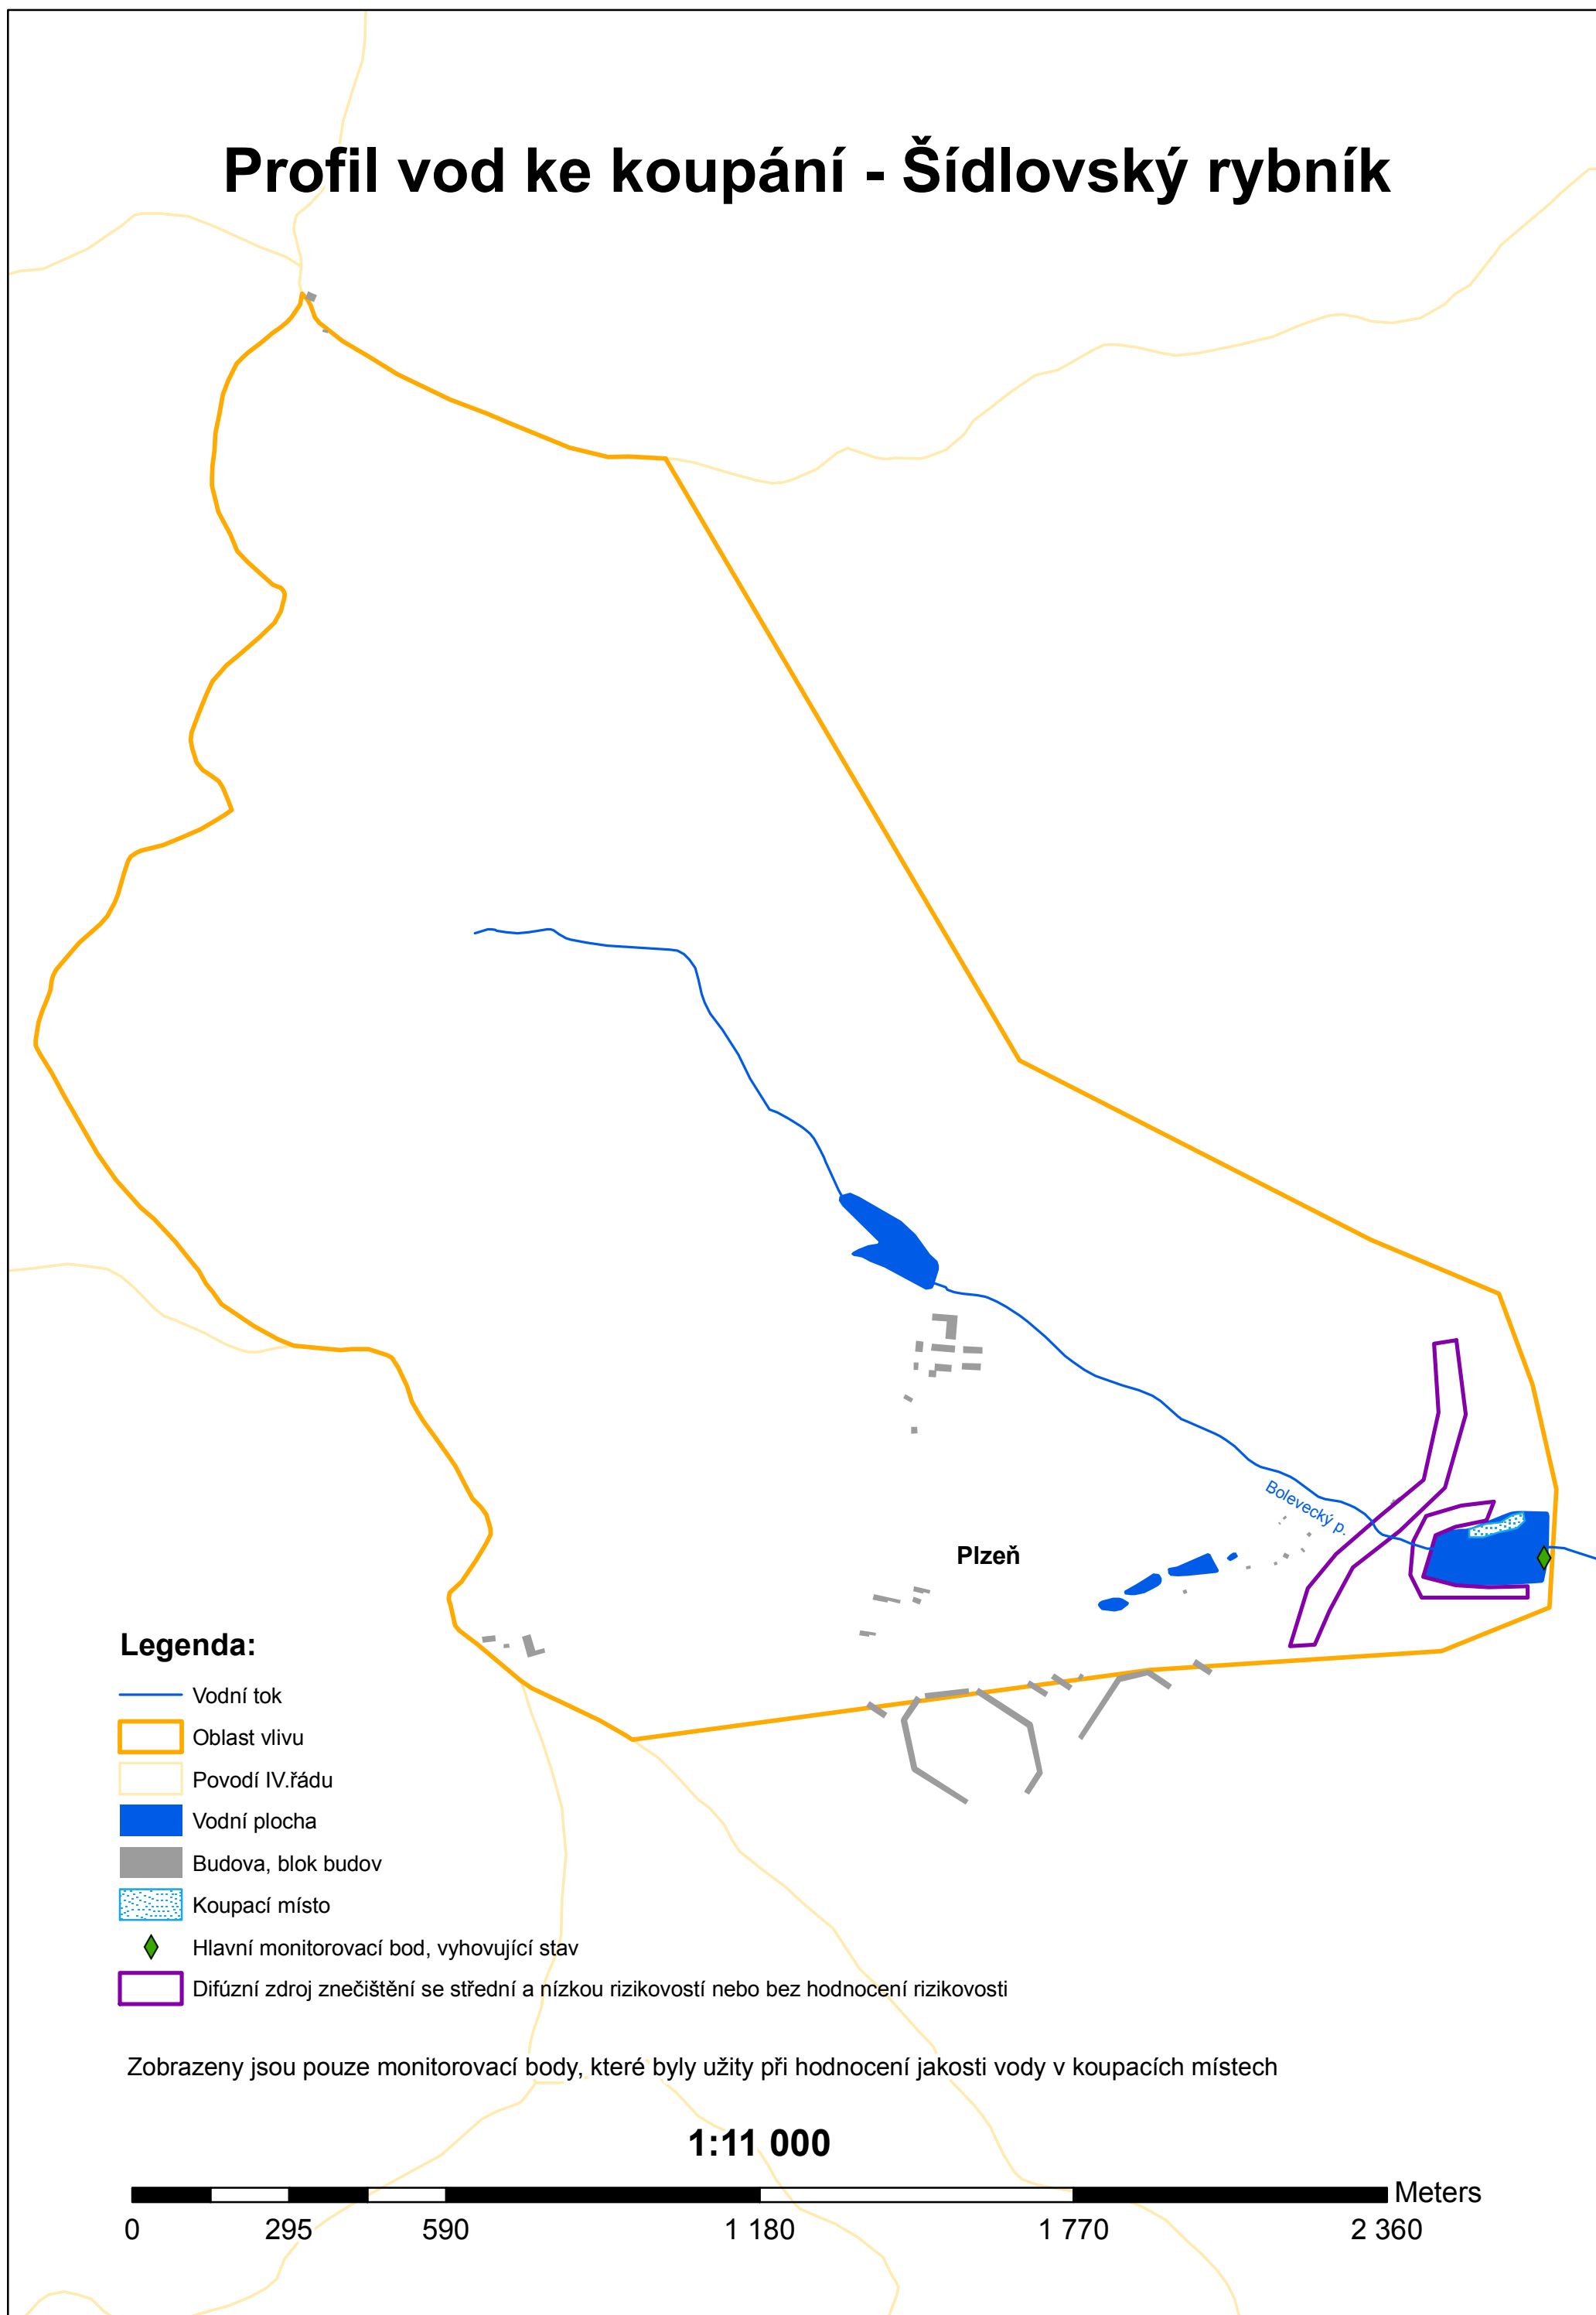 Profil vod ke koupání - Šídlovský rybník
Bolevecký p.
Plzeň
Legenda:
Vodní tok
Oblast vlivu
Povodí IV.řádu
Vodní plocha
Budova, blok budov
Koupací místo
Hlavní monitorovací bod, vyhovující stav
Difúzní zdroj znečištění se střední a nízkou rizikovostí nebo bez hodnocení rizikovosti
Zobrazeny jsou pouze monitorovací body, které byly užity při hodnocení jakosti vody v koupacích místech
1:11 000
Meters
0 295 590 1 180 1 770 2 360